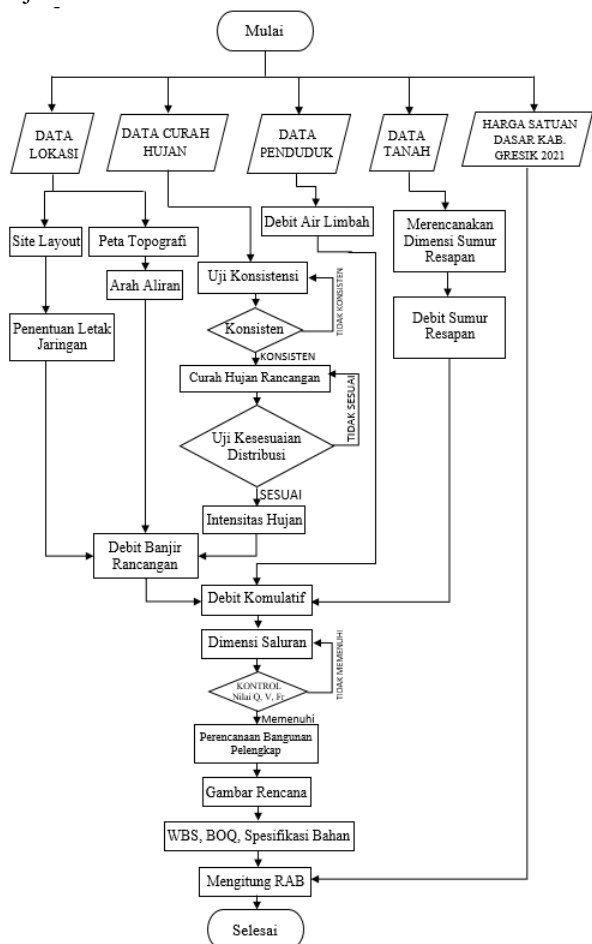 Mulai
DATA
LOKASI
DATA CURAH
HUJAN
DATA
PENDUDUK
DATA
TANAH
HARGA SATUAN
DASAR KAB.
GRESIK 2021
Site Layout
Peta Topografi
Debit Air Limbah
Merencanakan
Dimensi Sumur
Resapan
Arah Aliran
Uji Konsistensi
TIDAK KONSISTEN
Penentuan Letak
Jaringan
Konsisten
Debit Sumur
Resapan
KONSISTEN
Curah Hujan Rancangan
TIDAK SESUAI
Uji Kesesuaian
Distribusi
SESUAI
Intensitas Hujan
Debit Banjir
Rancangan
Debit Komulatif
Dimensi Saluran
TIDAK MEMENUHI
KONTROL
Nilai Q, V, Fr
Memenuhi
Perencanaan Bangunan
Pelengkap
Gambar Rencana
WBS, BOQ, Spesifikasi Bahan
Mengitung RAB
Selesai